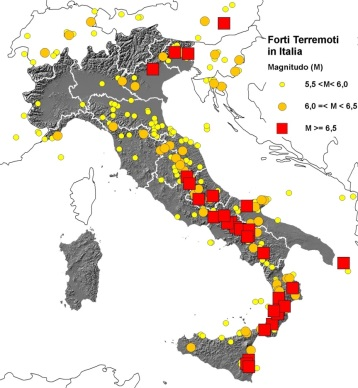 Forti Terremoti
in Italia
Magnitudo (M)
5,5 <M< 6,0
6,0 =< M < 6,5
M >= 6,5